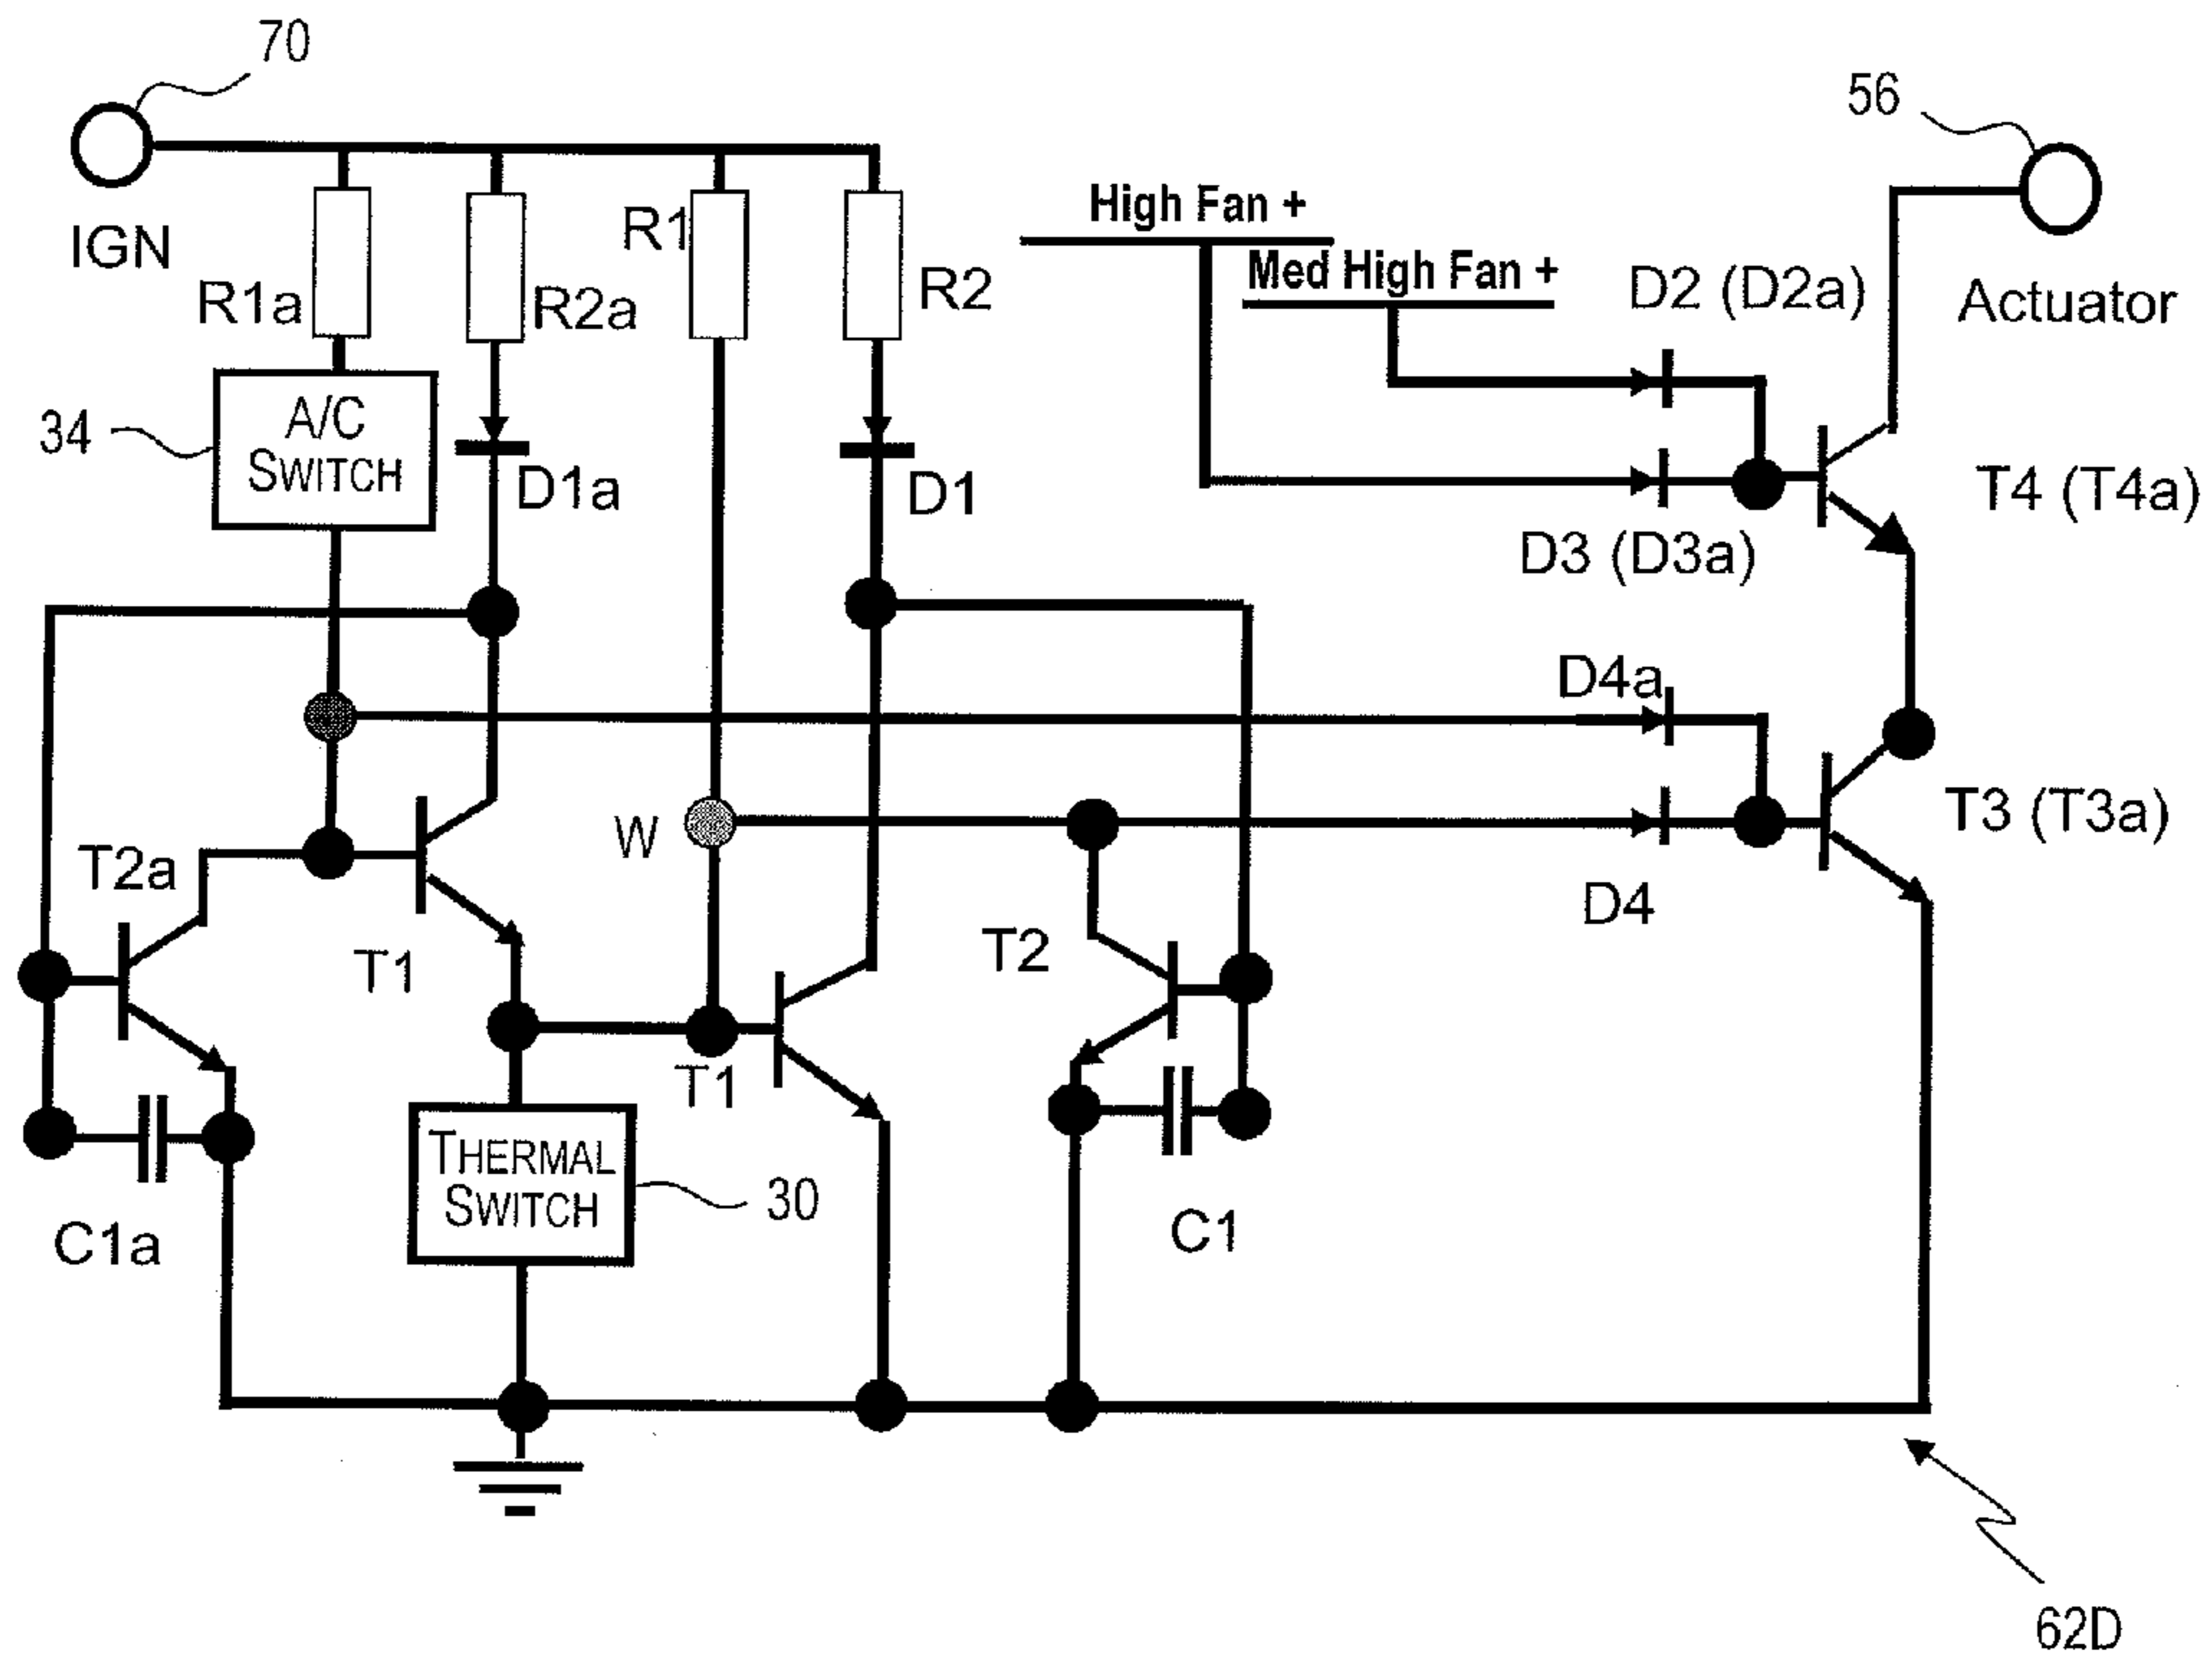 70
56
IGN
R1a
R2a
R1
R2
High Fan +
Med High Fan +
D2 (D2a)
Actuator
34
A/C
SWITCH
D1a
D1
D3 (D3a)
T4 (T4a)
D4a
T2a
T1
W
T2
D4
T3 (T3a)
T1
THERMAL
SWITCH
30
C1a
C1
62D